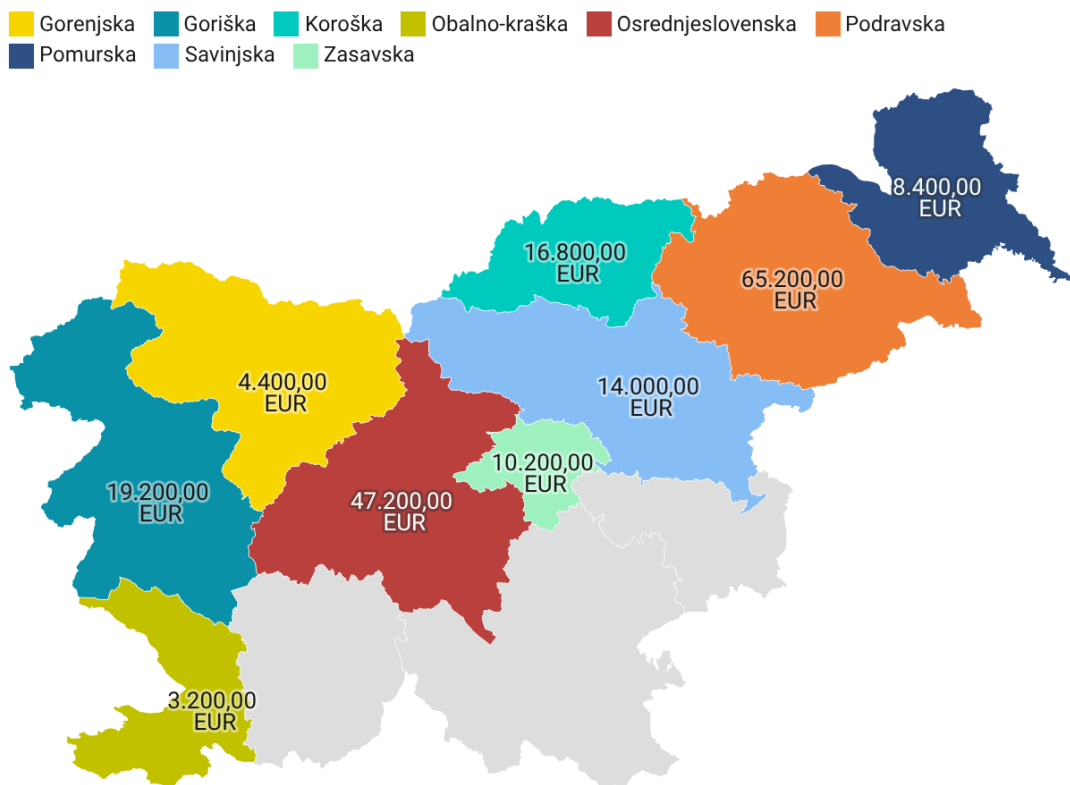 Gorenjska Goriška Koroška Obalno-kraška Osrednjeslovenska Podravska
Pomurska Savinjska Zasavska
8.400,00
EUR
16.800,00
EUR
65.200,00
EUR
4.400,00
EUR
14.000,00
EUR
10.200,00
EUR
19.200,00
EUR
47.200,00
EUR
3.200,00
EUR